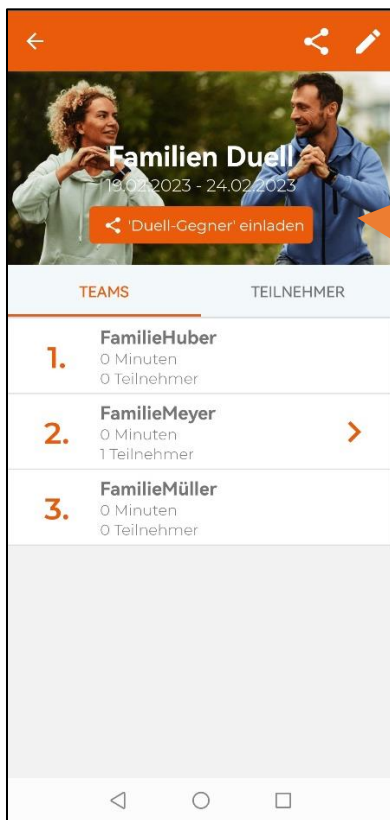 Familien Duell
19.02.2023 - 24.02.2023
'Duell-Gegner' einladen
TEAMS
TEILNEHMER
1.
FamilieHuber
0 Minuten
0 Teilnehmer
2.
FamilieMeyer
0 Minuten
1 Teilnehmer
3.
FamilieMüller
0 Minuten
0 Teilnehmer